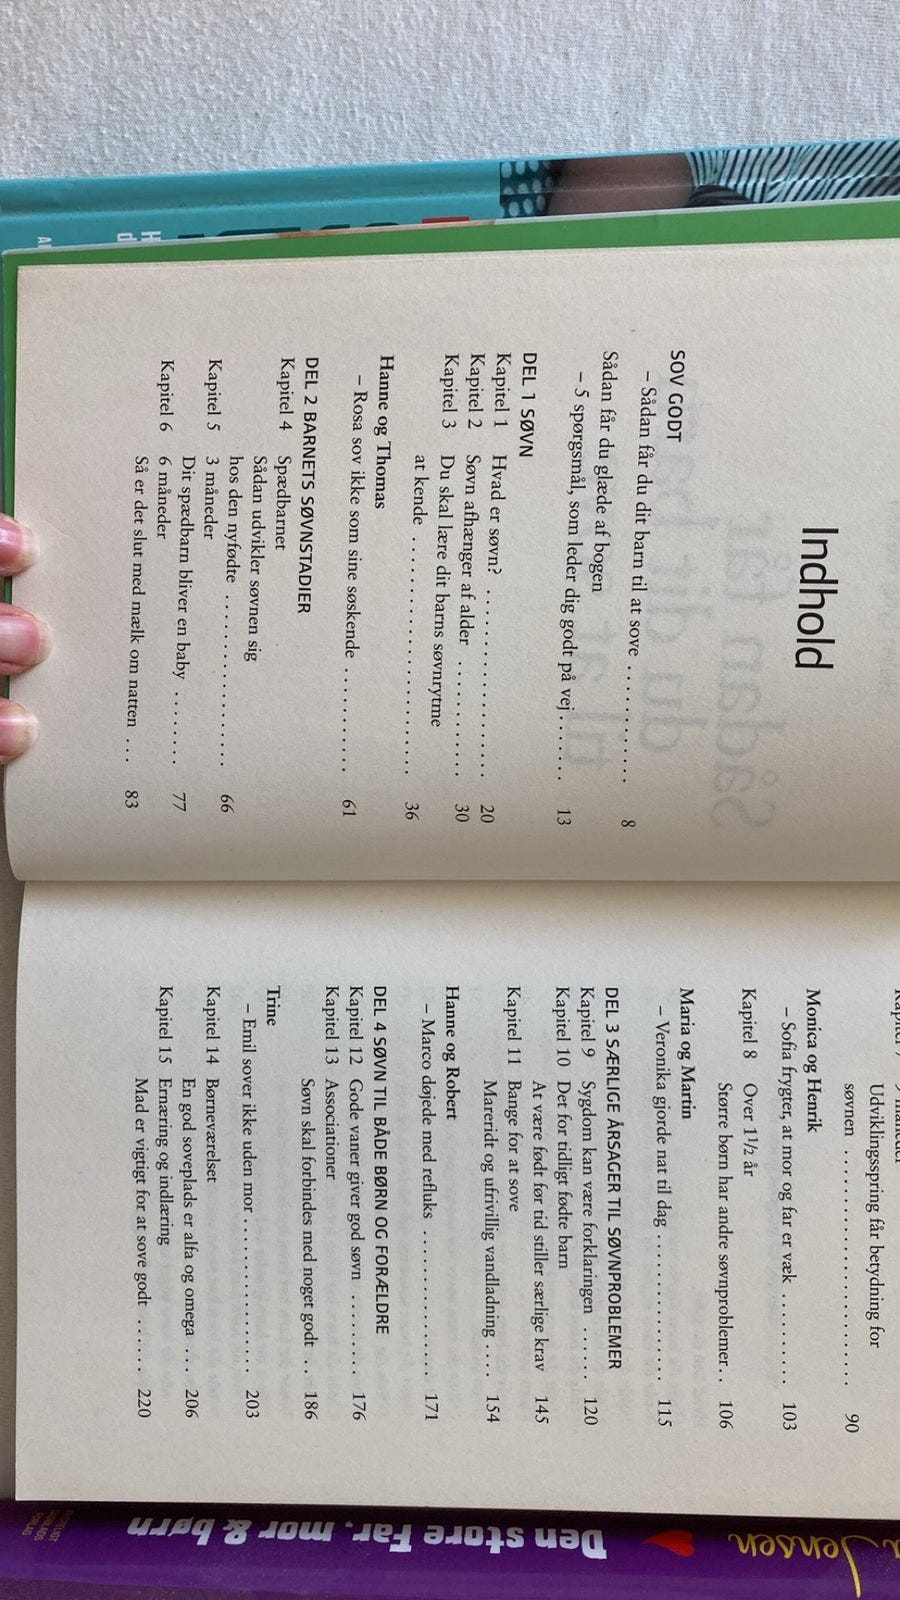 Indhold
SOV GODT
– Sådan får du dit barn til at sove . . . . . . . . . . . 8
Sådan får du glæde af bogen
– 5 spørgsmål, som leder dig godt på vej . . . . . . . 13
DEL 1 SØVN
Kapitel 1 Hvad er søvn? . . . . . . . . . . . . . . . . . . 20
Kapitel 2 Søvn afhænger af alder . . . . . . . . . . . 30
Kapitel 3 Du skal lære dit barns søvnrytme
at kende . . . . . . . . . . . . . . . . . . . . . . . 36
Hanne og Thomas
– Rosa sov ikke som sine søskende . . . . . . . . . . 61
DEL 2 BARNETS SØVNSTADIER
Kapitel 4 Spædbarnet
Sådan udvikler søvnen sig
hos den nyfødte . . . . . . . . . . . . . . . . 66
Kapitel 5 3 måneder
Dit spædbarn bliver en baby . . . . . . . 77
Kapitel 6 6 måneder
Så er det slut med mælk om natten . . . 83
Udviklingsspring får betydning for
søvnen . . . . . . . . . . . . . . . . . . . . . . . 90
Monica og Henrik
– Sofia frygter, at mor og far er væk . . . . . . . . . 103
Kapitel 8 Over 1½ år
Større børn har andre søvnproblemer . . 106
Maria og Martin
– Veronika gjorde nat til dag . . . . . . . . . . . . . . 115
DEL 3 SÆRLIGE ÅRSAGER TIL SØVNPROBLEMER
Kapitel 9 Sygdom kan være forklaringen . . . . . . 120
Kapitel 10 Det for tidligt fødte barn
At være født før tid stiller særlige krav 145
Kapitel 11 Bange for at sove
Mareridt og ufrivillig vandladning . . . . 154
Hanne og Robert
– Marco døjede med refluks . . . . . . . . . . . . . . 171
DEL 4 SØVN TIL BÅDE BØRN OG FORÆLDRE
Kapitel 12 Gode vaner giver god søvn . . . . . . . . . 176
Kapitel 13 Associationer
Søvn skal forbindes med noget godt . . 186
Trine
– Emil sover ikke uden mor . . . . . . . . . . . . . . . 203
Kapitel 14 Børneværelset
En god soveplads er alfa og omega . . . 206
Kapitel 15 Ernæring og indlæring
Mad er vigtigt for at sove godt . . . . . . . 220
Jensen
Den store Far, mor & børn